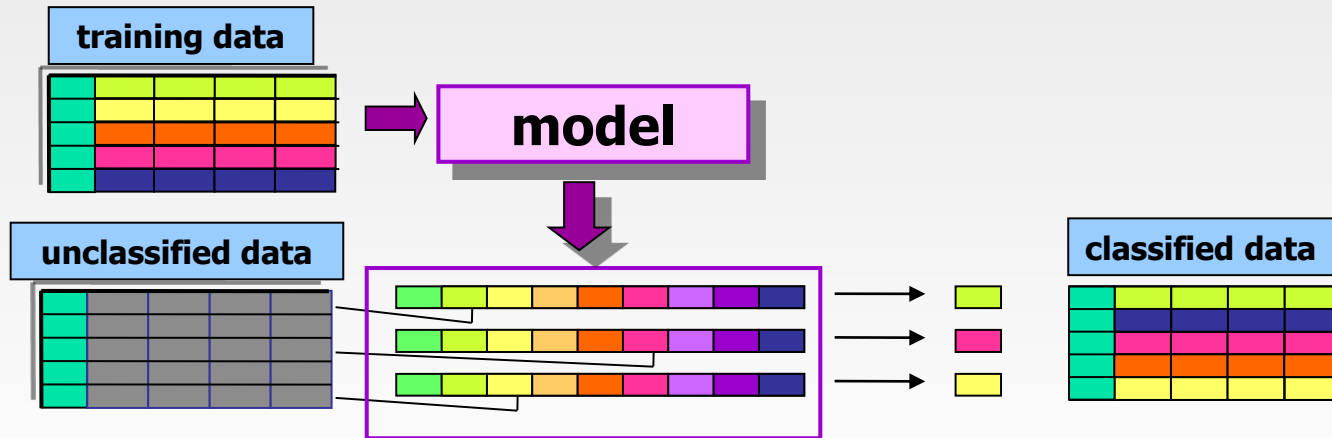 training data
model
unclassified data
classified data